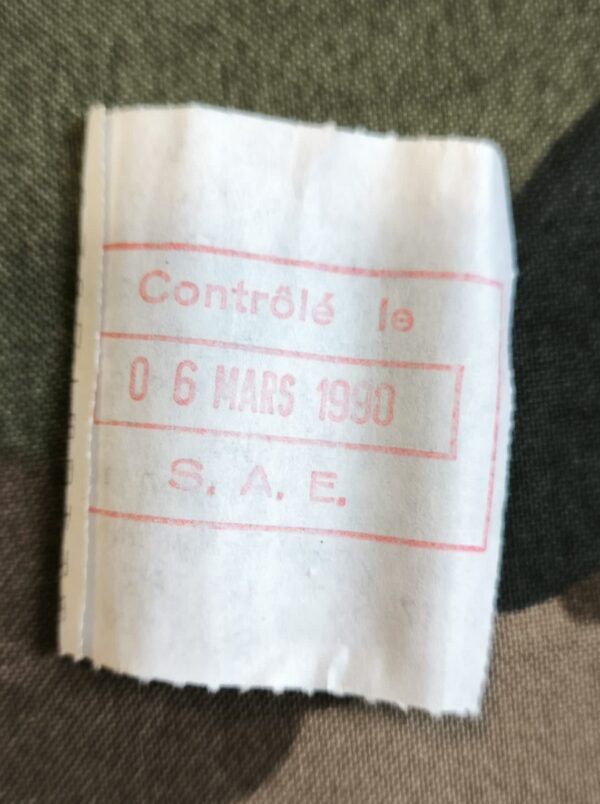 Contrôlé le
0 6 MARS 1990
S. A. E.